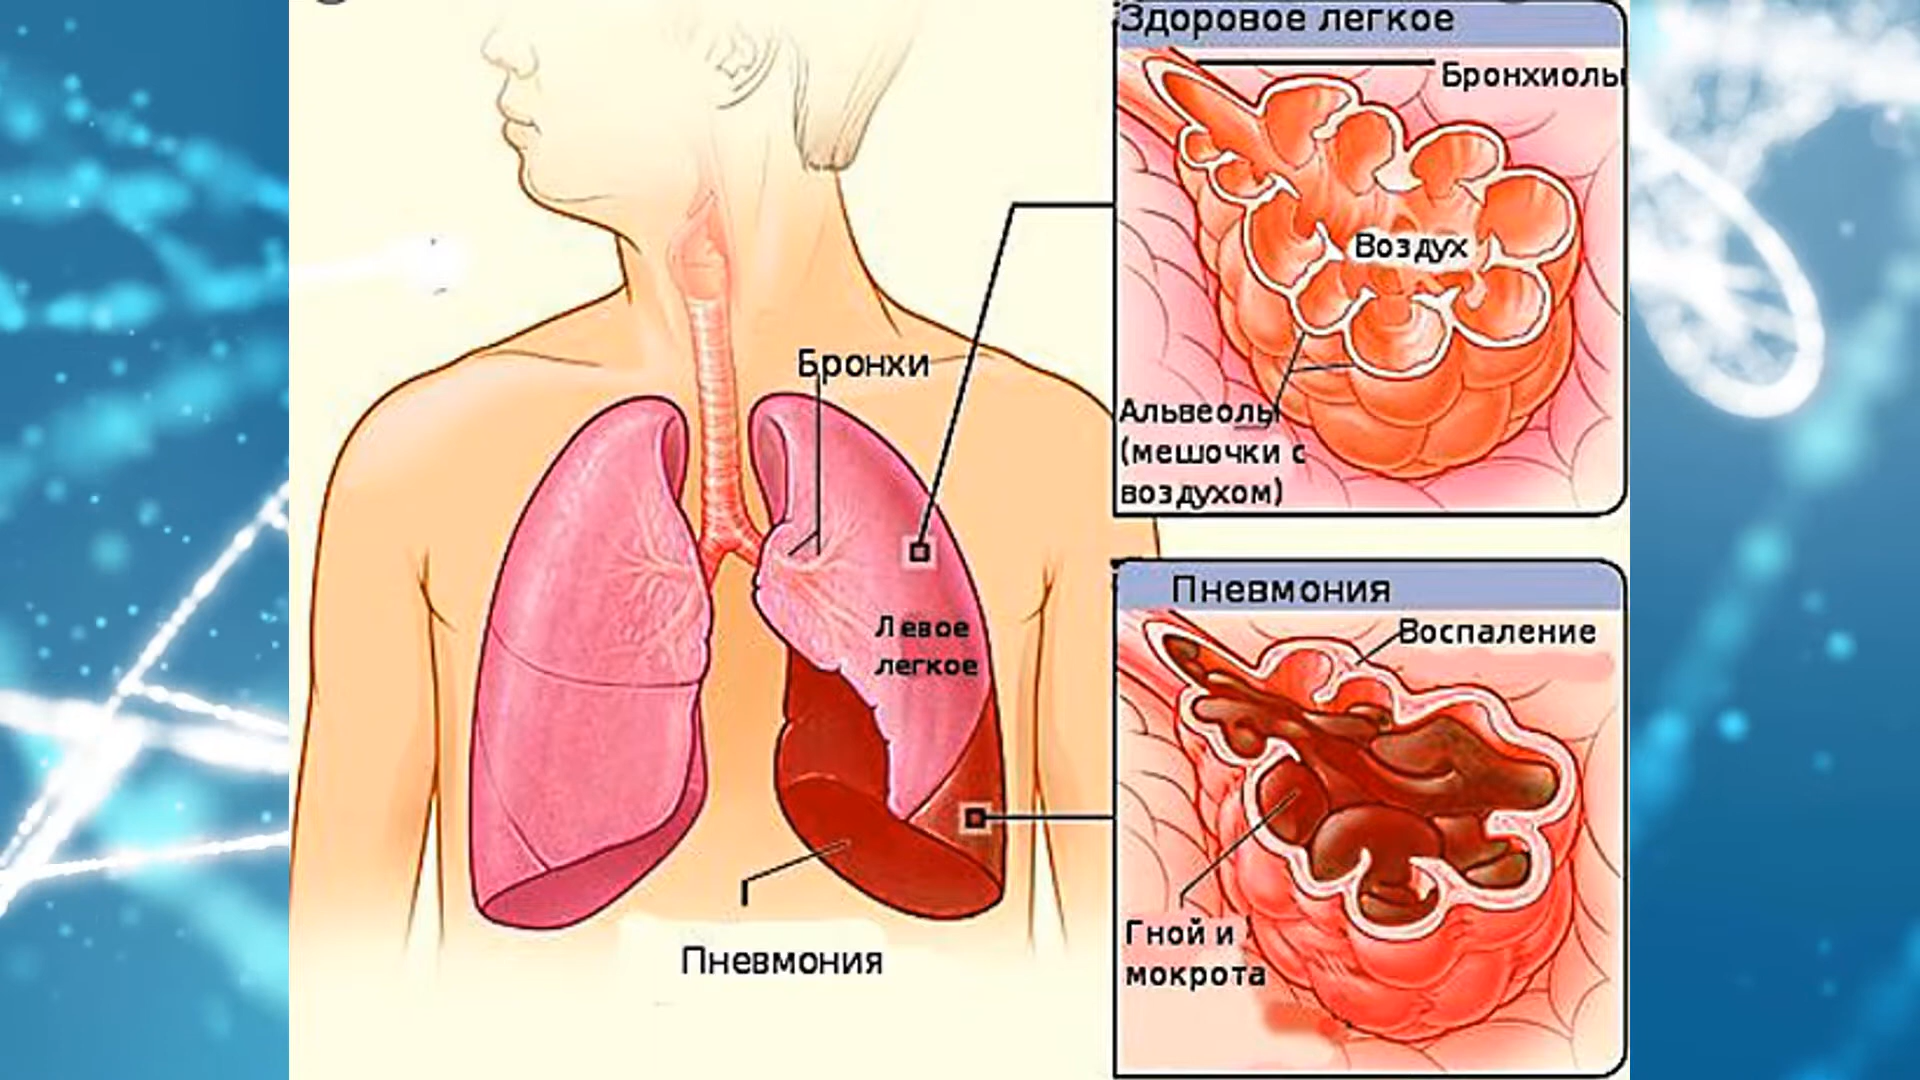 Здоровое легкое
Бронхиолы
Воздух
Альвеолы
(мешочки с
воздухом)
Бронхи
Левое
легкое
Пневмония
Пневмония
Воспаление
Гной и
мокрота